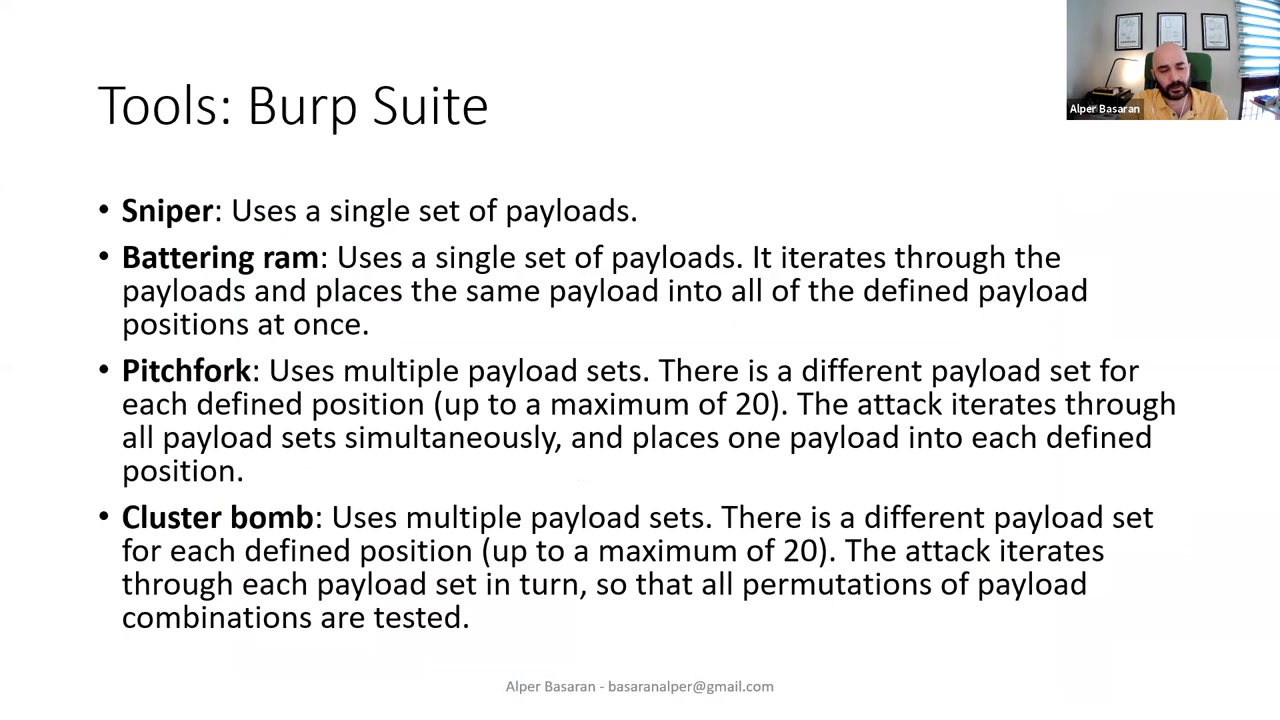 Tools: Burp Suite
Alper Basaran
• Sniper: Uses a single set of payloads.
• Battering ram: Uses a single set of payloads. It iterates through the
payloads and places the same payload into all of the defined payload
positions at once.
• Pitchfork: Uses multiple payload sets. There is a different payload set for
each defined position (up to a maximum of 20). The attack iterates through
all payload sets simultaneously, and places one payload into each defined
position.
• Cluster bomb: Uses multiple payload sets. There is a different payload set
for each defined position (up to a maximum of 20). The attack iterates
through each payload set in turn, so that all permutations of payload
combinations are tested.
Alper Basaran - basaranalper@gmail.com